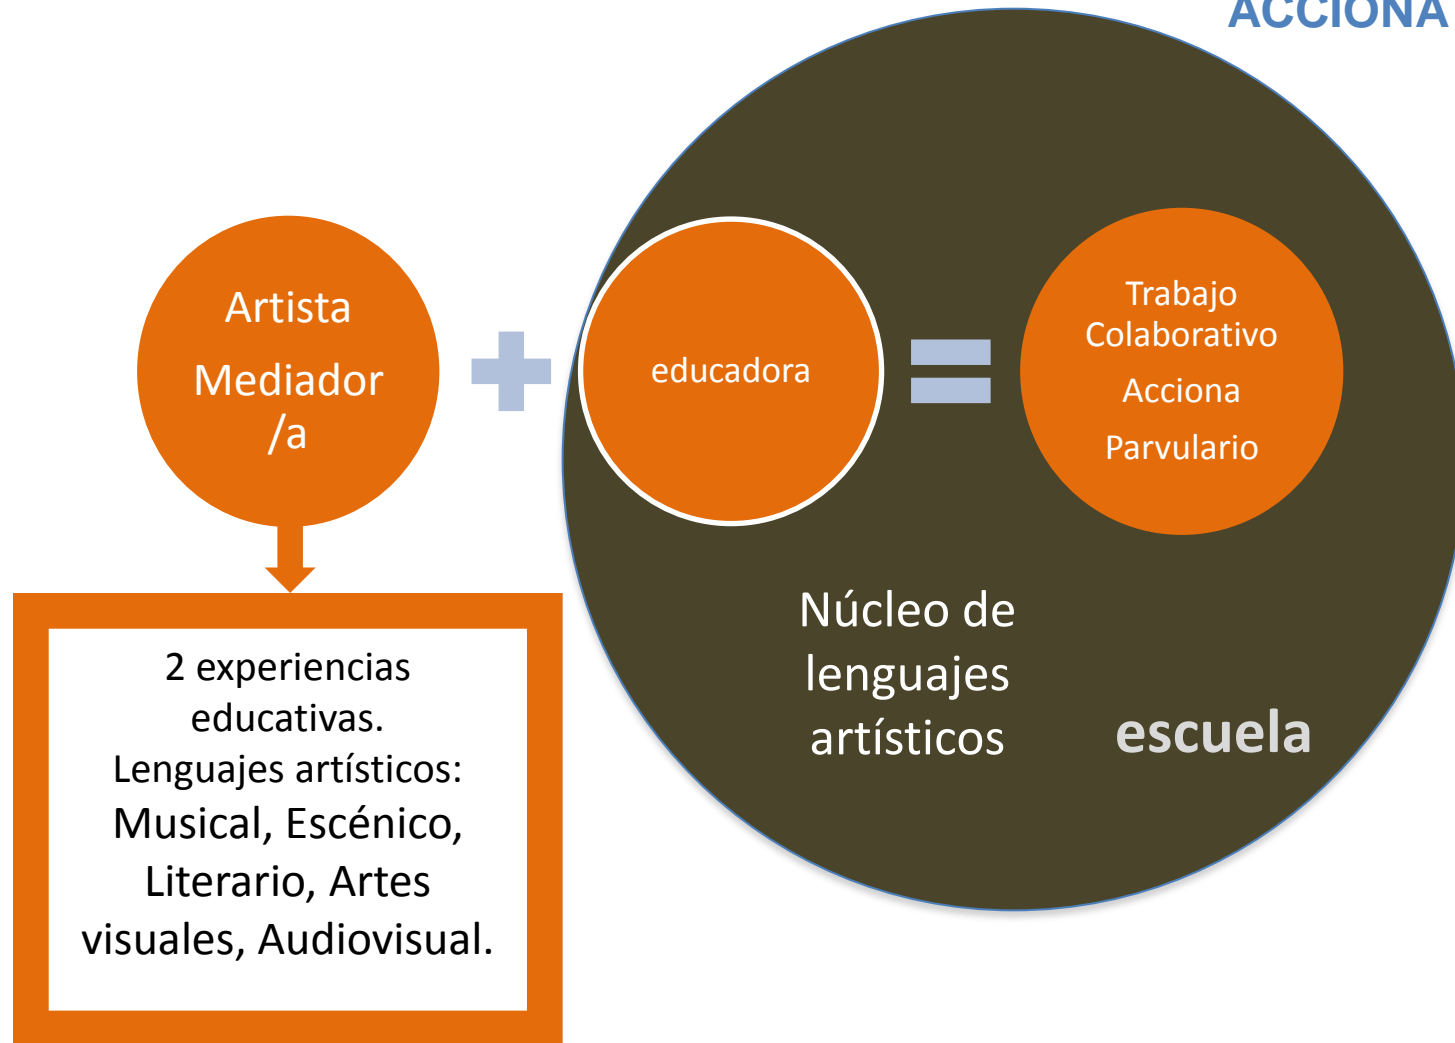 ACCIONA
Artista
Mediador
/a
educadora
Trabajo
Colaborativo
Acciona
Parvulario
Núcleo de
lenguajes
artísticos
escuela
2 experiencias
educativas.
Lenguajes artísticos:
Musical, Escénico,
Literario, Artes
visuales, Audiovisual.